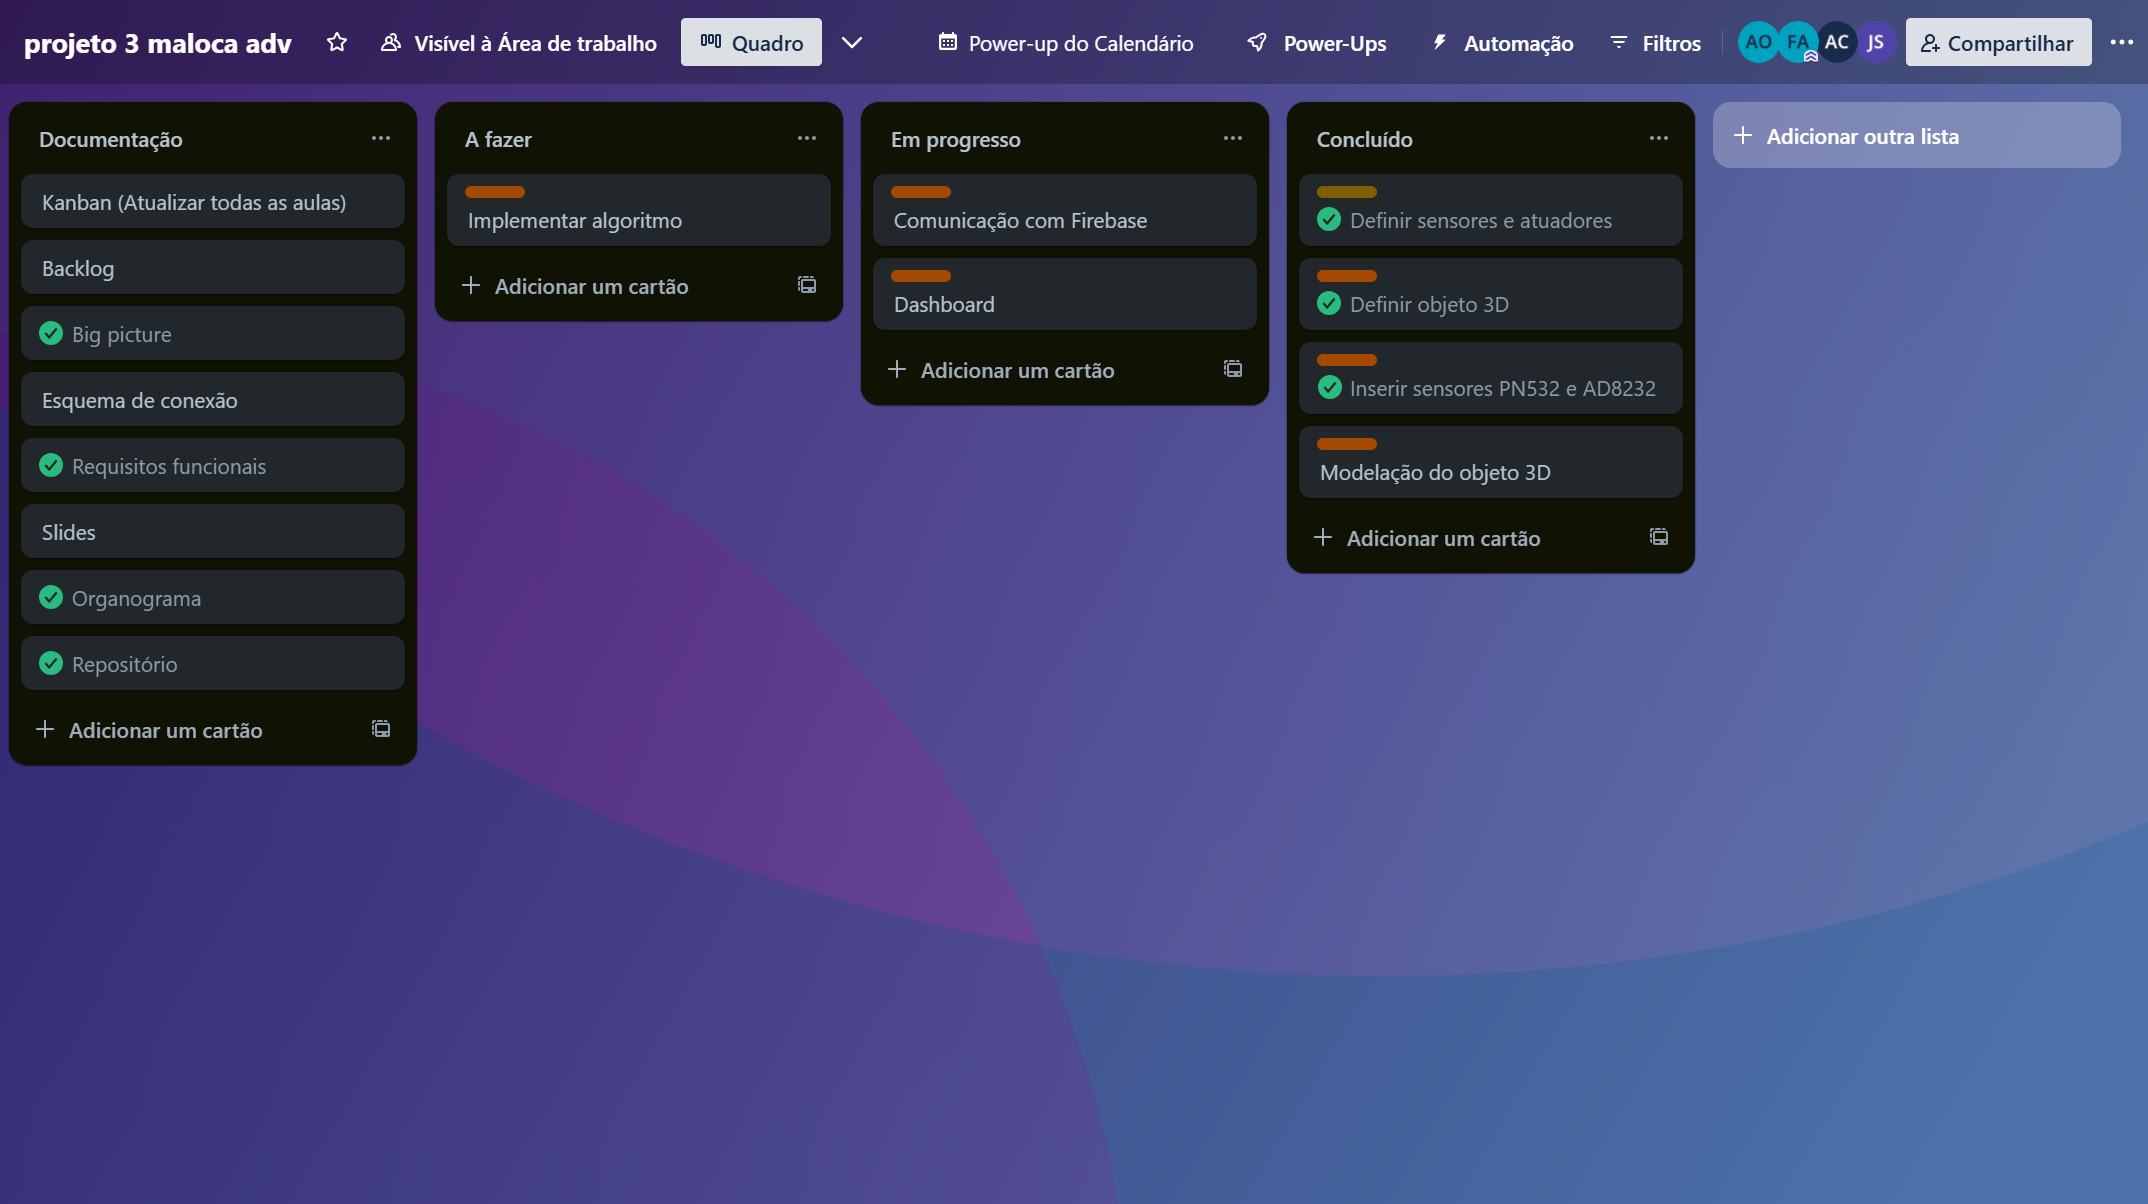 projeto 3 maloca adv
Visível à Área de trabalho
Quadro
Power-up do Calendário
Power-Ups
Automação
Filtros
AO
FA
AC
JS
Compartilhar
Documentação
Kanban (Atualizar todas as aulas)
Backlog
Big picture
Esquema de conexão
Requisitos funcionais
Slides
Organograma
Repositório
Adicionar um cartão
A fazer
Implementar algoritmo
Adicionar um cartão
Em progresso
Comunicação com Firebase
Dashboard
Adicionar um cartão
Concluído
Definir sensores e atuadores
Definir objeto 3D
Inserir sensores PN532 e AD8232
Modelação do objeto 3D
Adicionar um cartão
Adicionar outra lista